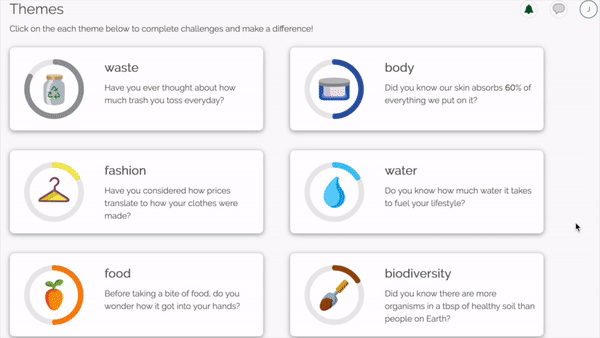 Themes
J
Click on the each theme below to complete challenges and make a difference!
waste
Have you ever thought about how
much trash you toss everyday?
body
Did you know our skin absorbs 60% of
everything we put on it?
fashion
Have you considered how prices
translate to how your clothes were
made?
water
Do you know how much water it takes
to fuel your lifestyle?
food
Before taking a bite of food, do you
wonder how it got into your hands?
biodiversity
Did you know there are more
organisms in a tbsp of healthy soil than
people on Earth?